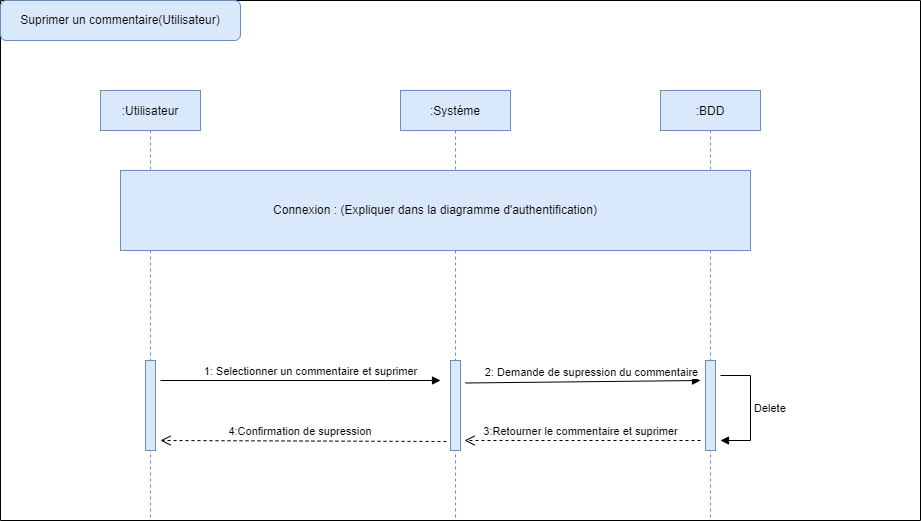 Suprimer un commentaire(Utilisateur)
:Utilisateur
:Systéme
:BDD
Connexion : (Expliquer dans la diagramme d'authentification)
1: Selectionner un commentaire et suprimer
2: Demande de supression du commentaire
Delete
4:Confirmation de supression
3:Retourner le commentaire et suprimer